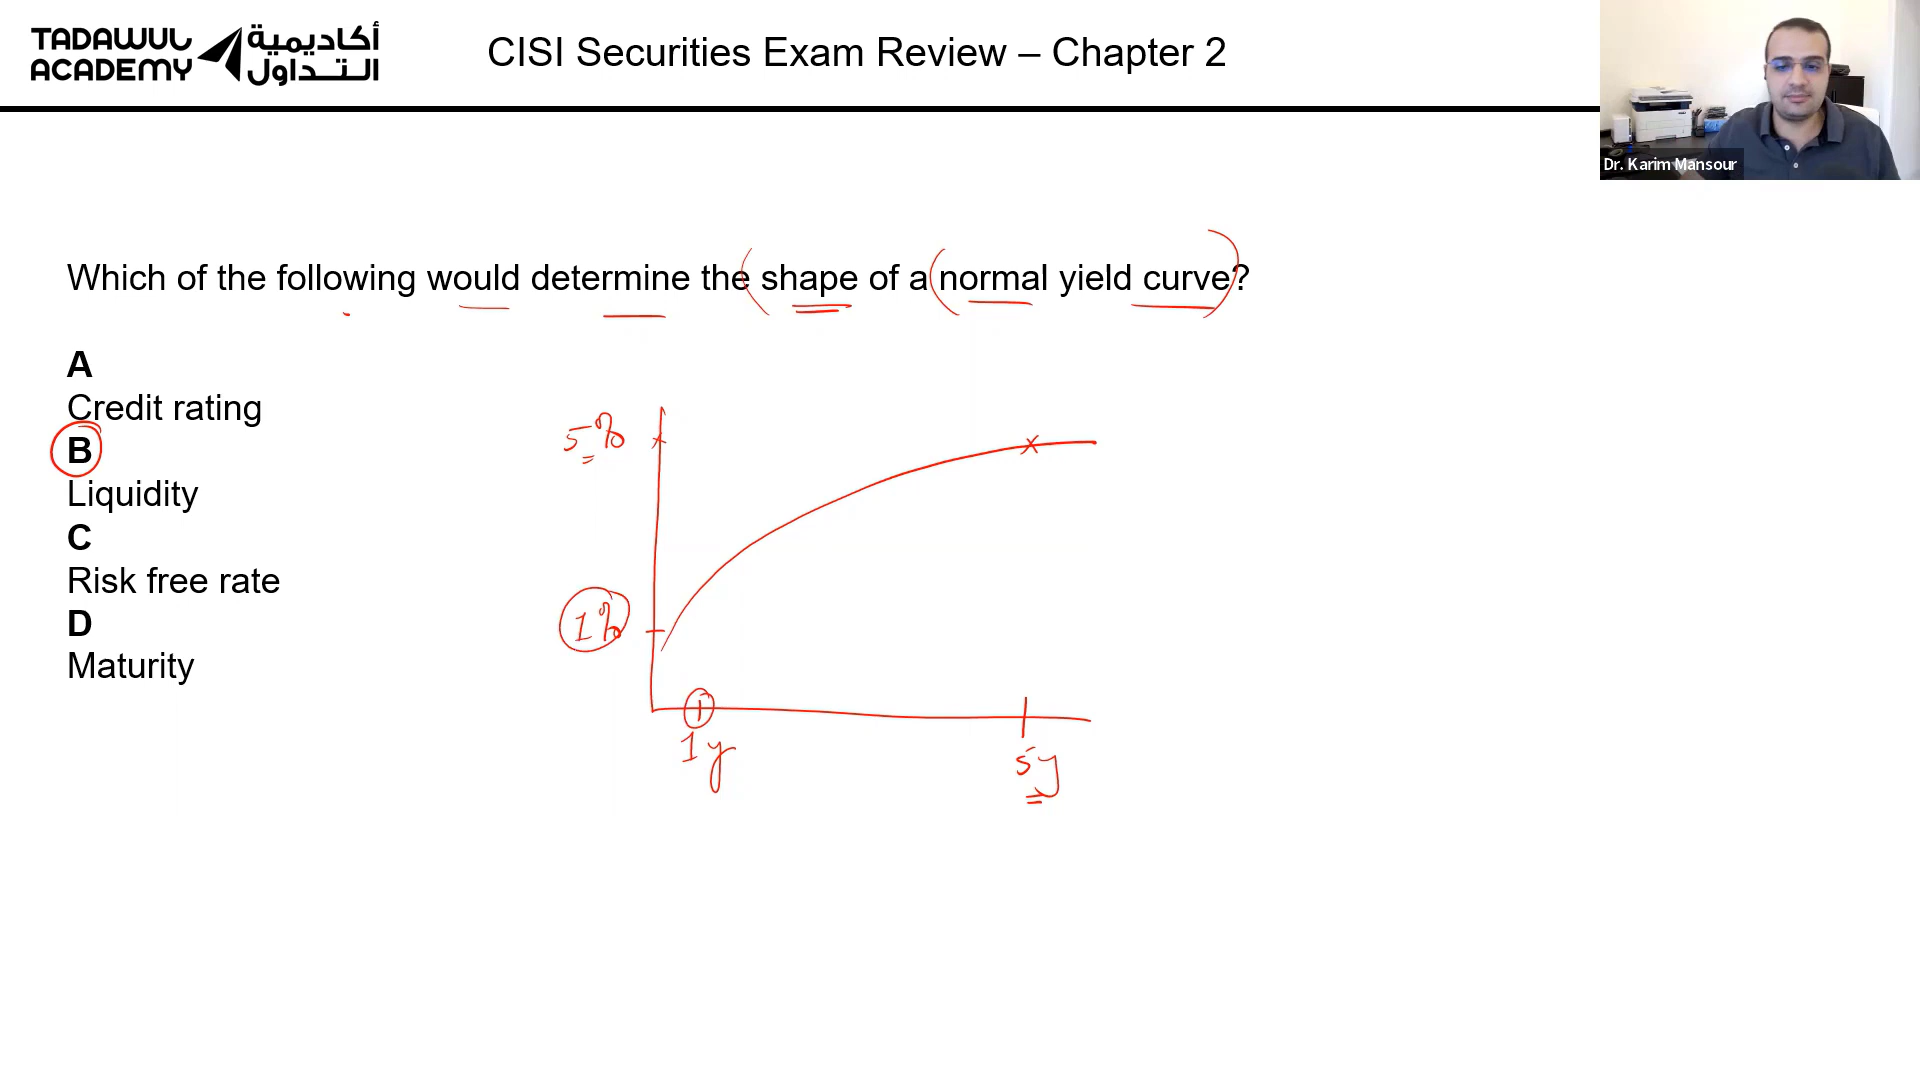 TADAWUL
ACADEMY
أكاديمية
التداول
CISI Securities Exam Review – Chapter 2
Dr. Karim Mansour
Which of the following would determine the shape of a normal yield curve?
A
Credit rating
B
Liquidity
C
Risk free rate
D
Maturity
5%
1%
1y
5y